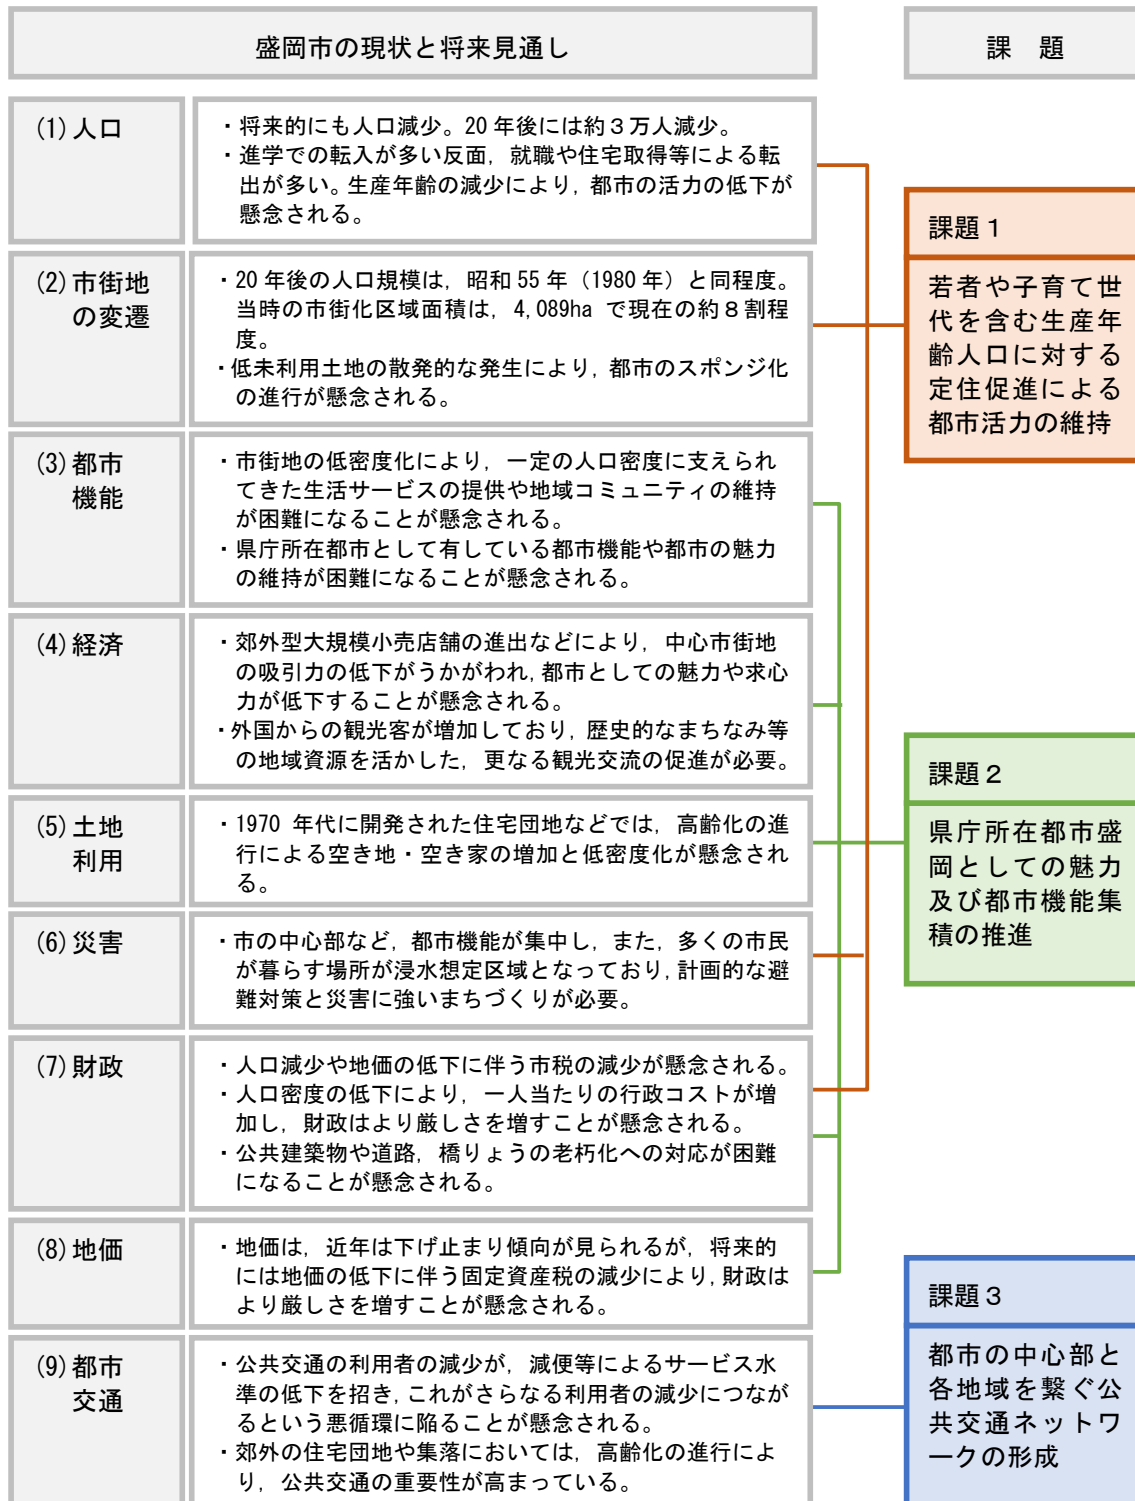 盛岡市の現状と将来見通し
課　題
(1)人口
・将来的にも人口減少。20 年後には約３万人減少。
・進学での転入が多い反面，就職や住宅取得等による転
出が多い。生産年齢の減少により，都市の活力の低下が
懸念される。
(2)市街地
の変遷
・20 年後の人口規模は，昭和 55 年（1980 年）と同程度。
当時の市街化区域面積は，4,089ha で現在の約８割程
度。
・低未利用土地の散発的な発生により，都市のスポンジ化
の進行が懸念される。
(3)都市
機能
・市街地の低密度化により，一定の人口密度に支えられ
てきた生活サービスの提供や地域コミュニティの維持
が困難になることが懸念される。
・県庁所在都市として有している都市機能や都市の魅力
の維持が困難になることが懸念される。
(4)経済
・郊外型大規模小売店舗の進出などにより，中心市街地
の吸引力の低下がうかがわれ，都市としての魅力や求心
力が低下することが懸念される。
・外国からの観光客が増加しており，歴史的なまちなみ等
の地域資源を活かした，更なる観光交流の促進が必要。
(5)土地
利用
・1970 年代に開発された住宅団地などでは，高齢化の進
行による空き地・空き家の増加と低密度化が懸念され
る。
(6)災害
・市の中心部など，都市機能が集中し，また，多くの市民
が暮らす場所が浸水想定区域となっており，計画的な避
難対策と災害に強いまちづくりが必要。
(7)財政
・人口減少や地価の低下に伴う市税の減少が懸念される。
・人口密度の低下により，一人当たりの行政コストが増
加し，財政はより厳しさを増すことが懸念される。
・公共建築物や道路，橋りょうの老朽化への対応が困難
になることが懸念される。
(8)地価
・地価は，近年は下げ止まり傾向が見られるが，将来的
には地価の低下に伴う固定資産税の減少により，財政は
より厳しさを増すことが懸念される。
(9)都市
交通
・公共交通の利用者の減少が，減便等によるサービス水
準の低下を招き，これがさらなる利用者の減少につなが
るという悪循環に陥ることが懸念される。
・郊外の住宅団地や集落においては，高齢化の進行によ
り，公共交通の重要性が高まっている。
課題１
若者や子育て世
代を含む生産年
齢人口に対する
定住促進による
都市活力の維持
課題２
県庁所在都市盛
岡としての魅力
及び都市機能集
積の推進
課題３
都市の中心部と
各地域を繋ぐ公
共交通ネットワ
ークの形成